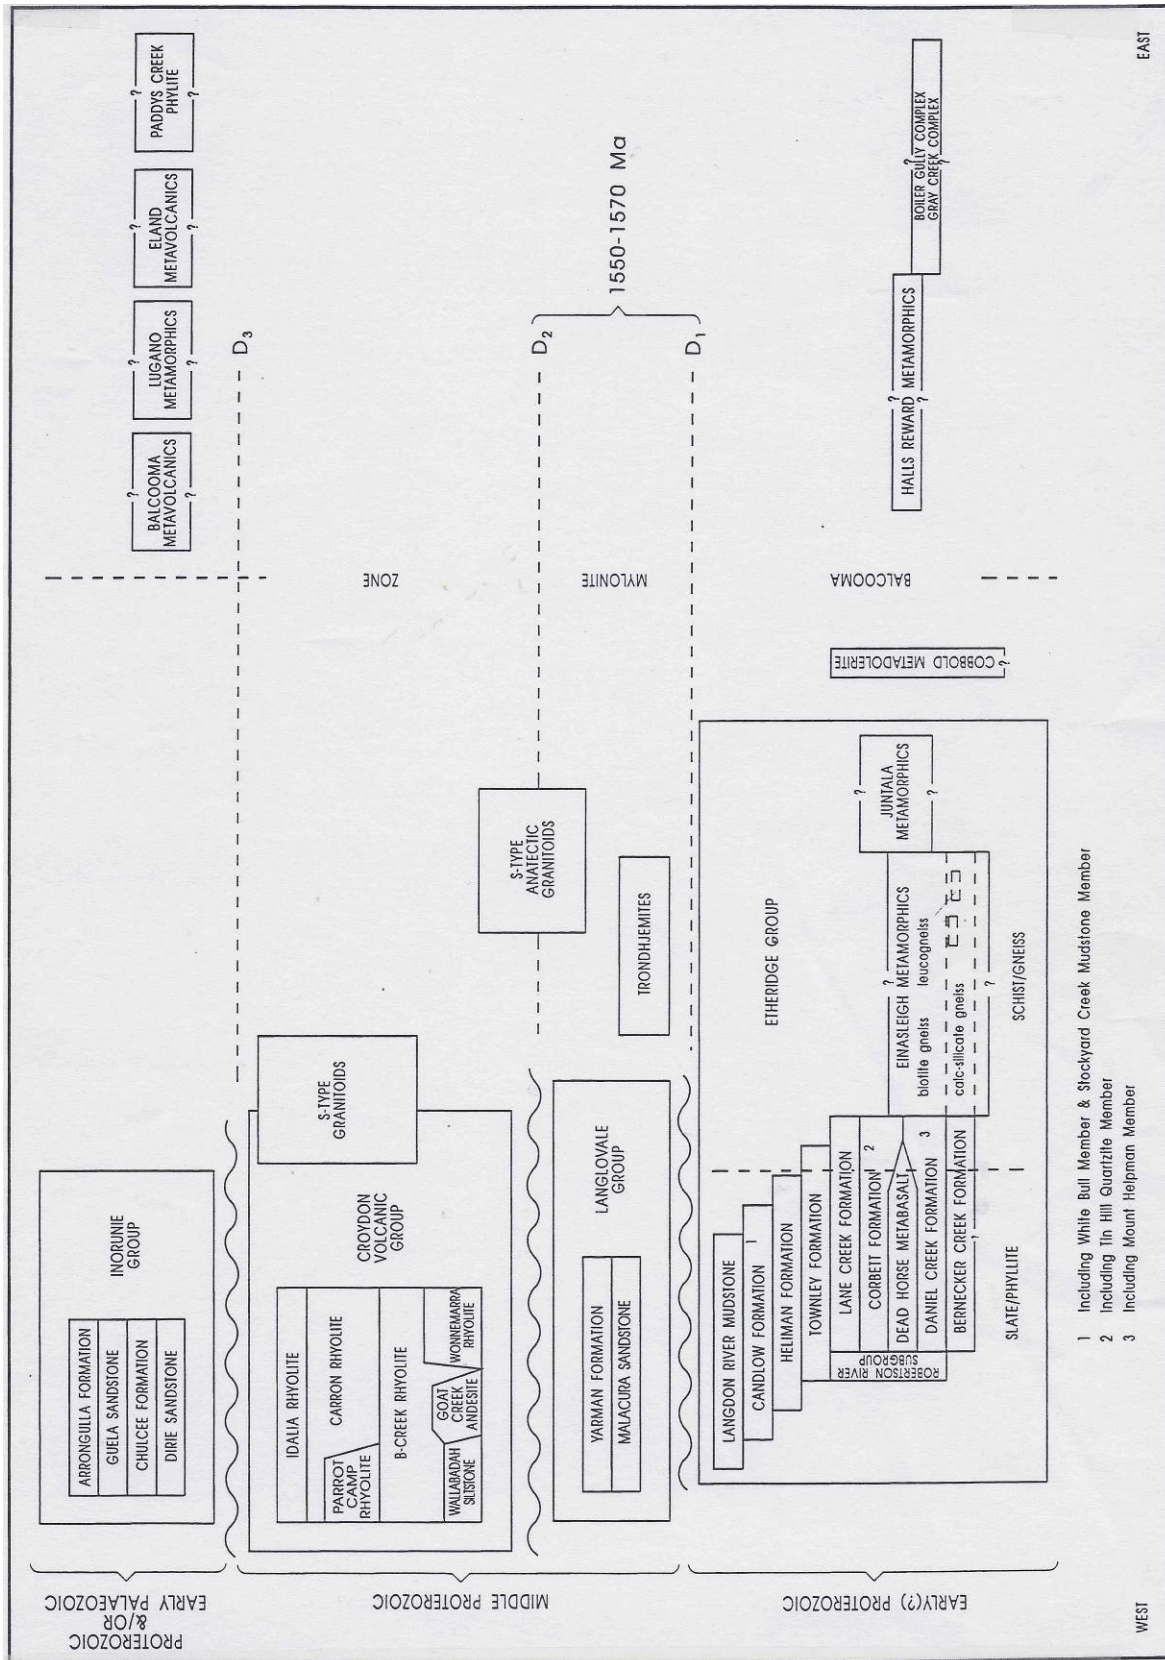 PROTEROZOIC
&/OR
EARLY PALAEOZOIC
INORUNIE
GROUP
ARRONGULLA FORMATION
GUELA SANDSTONE
CHULCEE FORMATION
DIRIE SANDSTONE
?
BALCOOMA
METAVOLCANICS
?
?
LUGANO
METAMORPHICS
?
?
ELAND
METAVOLCANICS
?
?
PADDYS CREEK
PHYLITE
?
D3
MIDDLE PROTEROZOIC
S-TYPE
GRANITOIDS
CROYDON
VOLCANIC
GROUP
IDALIA RHYOLITE
CARRON RHYOLITE
PARROT
CAMP
RHYOLITE
B-CREEK RHYOLITE
WALLABADAH
SILTSTONE
GOAT
CREEK
ANDESITE
WONNEMARRA
RHYOLITE
ZONE
S-TYPE
ANATECTIC
GRANITOIDS
D2
1550-1570 Ma
LANGLOVALE
GROUP
YARMAN FORMATION
MALACURA SANDSTONE
TRONDHJEMITES
MYLONITE
D1
EARLY(?) PROTEROZOIC
ETHERIDGE GROUP
LANGDON RIVER MUDSTONE
CANDLOW FORMATION 1
HELIMAN FORMATION
TOWNLEY FORMATION
ROBERTSON RIVER
SUBGROUP
LANE CREEK FORMATION
CORBETT FORMATION 2
DEAD HORSE METABASALT
DANIEL CREEK FORMATION 3
BERNECKER CREEK FORMATION
?
?
EINASLEIGH METAMORPHICS
biotite gneiss leucogneiss
calc-silicate gneiss
?
?
JUNTALA
METAMORPHICS
?
SLATE/PHYLLITE
SCHIST/GNEISS
COBBOLD METADOLERITE
?
BALCOOMA
?
HALLS REWARD METAMORPHICS
?
?
BOILER GULLY COMPLEX
GRAY CREEK COMPLEX
?
1 Including White Bull Member & Stockyard Creek Mudstone Member
2 Including Tin Hill Quartzite Member
3 Including Mount Helpman Member
WEST
EAST